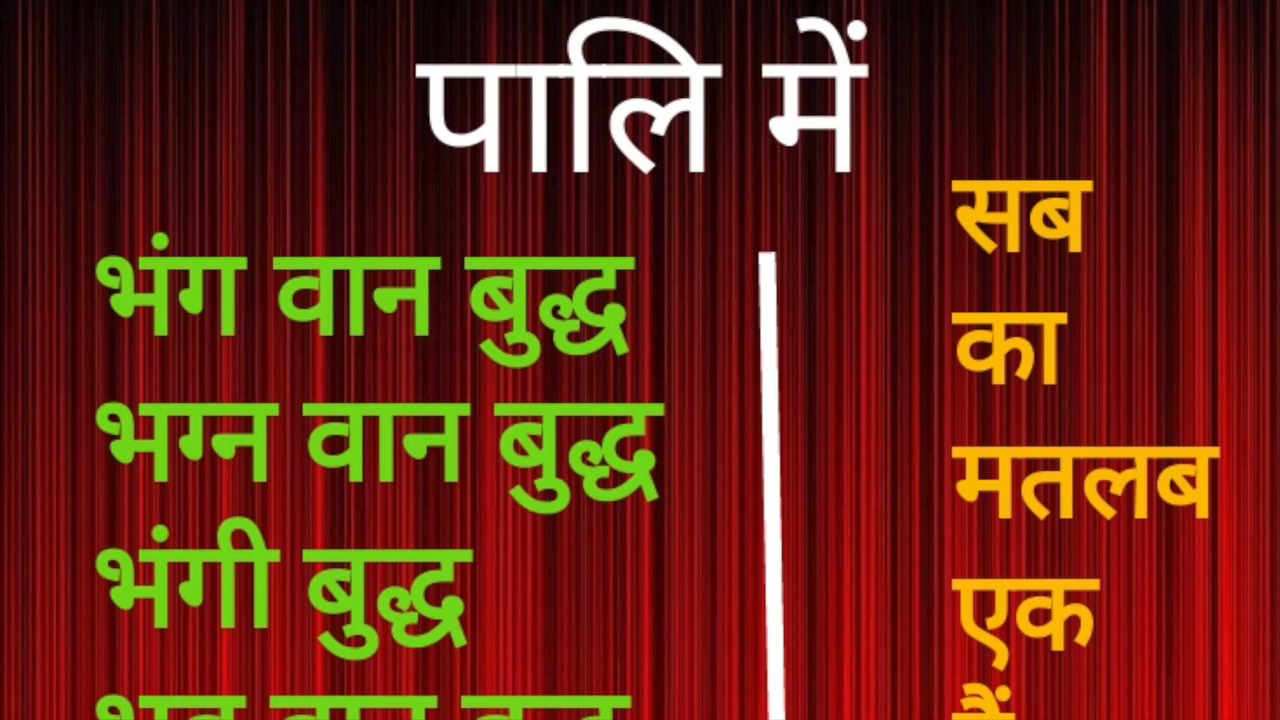 पालि में
भंग वान बुद्ध
भग्न वान बुद्ध
भंगी बुद्ध
सब
का
मतलब
एक